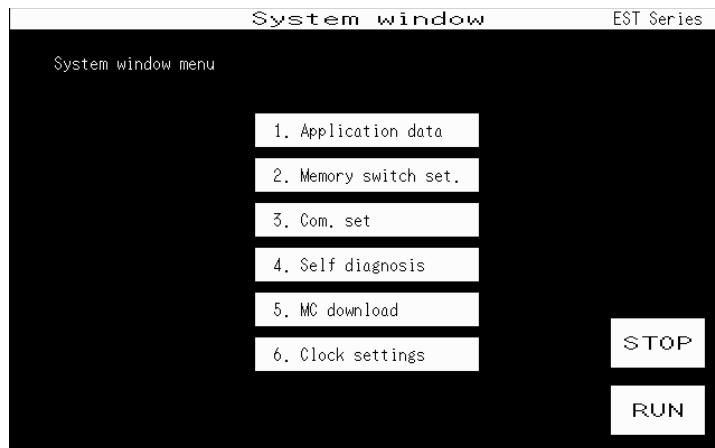 System window EST Series
System window menu
1. Application data
2. Memory switch set.
3. Com. set
4. Self diagnosis
5. MC download
6. Clock settings
STOP
RUN